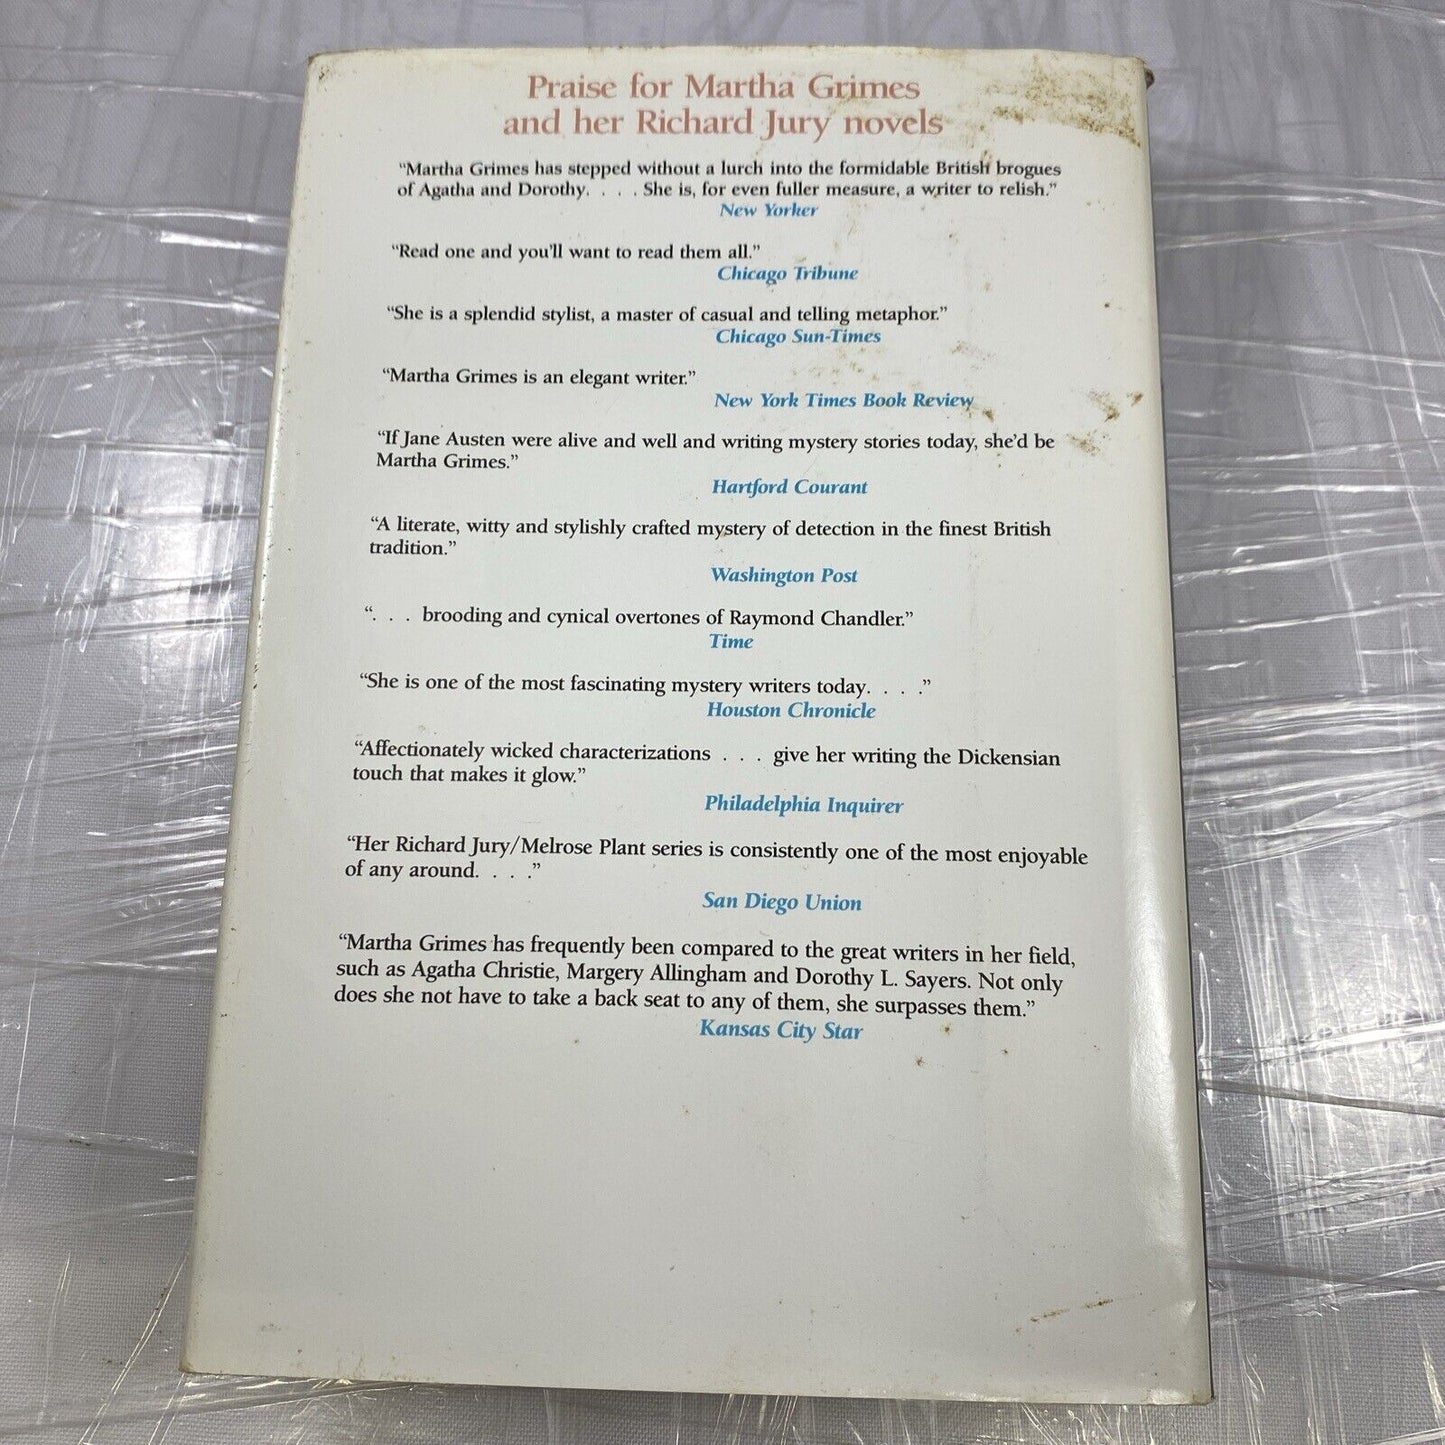 Praise for Martha Grimes
and her Richard Jury novels
“Martha Grimes has stepped without a lurch into the formidable British brogues
of Agatha and Dorothy. . . . She is, for even fuller measure, a writer to relish.”
New Yorker
“Read one and you’ll want to read them all.”
Chicago Tribune
“She is a splendid stylist, a master of casual and telling metaphor.”
Chicago Sun-Times
“Martha Grimes is an elegant writer.”
New York Times Book Review
“If Jane Austen were alive and well and writing mystery stories today, she’d be
Martha Grimes.”
Hartford Courant
“A literate, witty and stylishly crafted mystery of detection in the finest British
tradition.”
Washington Post
“. . . brooding and cynical overtones of Raymond Chandler.”
Time
“She is one of the most fascinating mystery writers today. . . .”
Houston Chronicle
“Affectionately wicked characterizations . . . give her writing the Dickensian
touch that makes it glow.”
Philadelphia Inquirer
“Her Richard Jury/Melrose Plant series is consistently one of the most enjoyable
of any around. . . .”
San Diego Union
“Martha Grimes has frequently been compared to the great writers in her field,
such as Agatha Christie, Margery Allingham and Dorothy L. Sayers. Not only
does she not have to take a back seat to any of them, she surpasses them.”
Kansas City Star